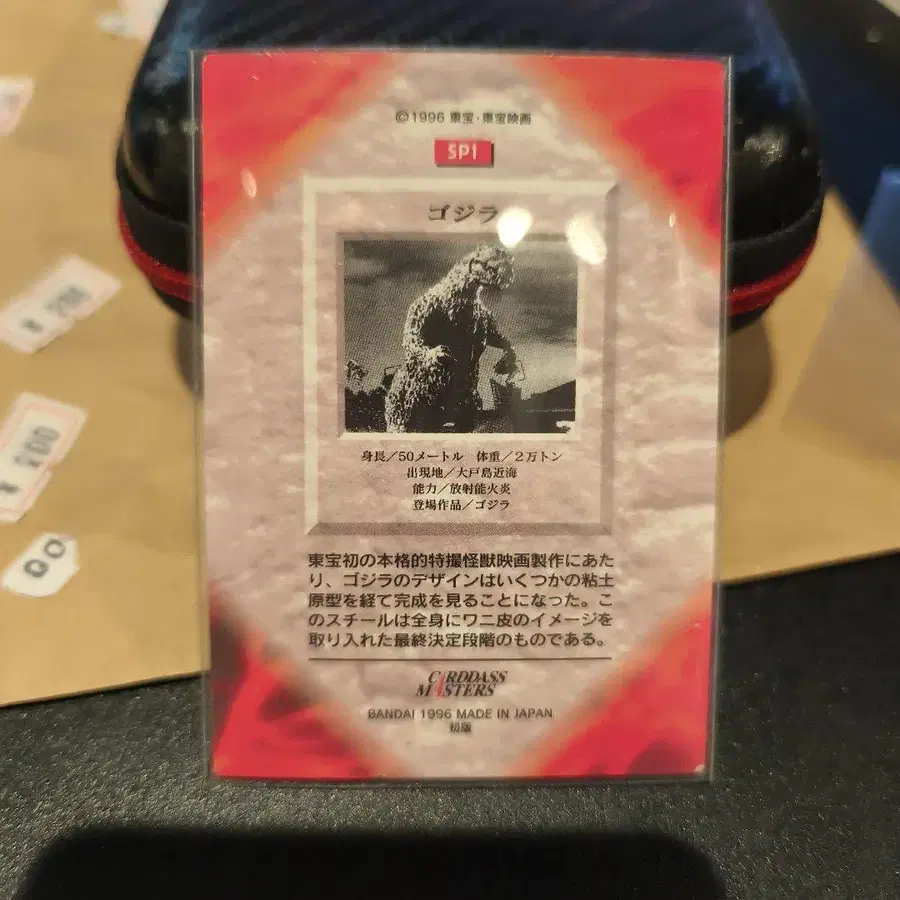 ©1996 東宝・東宝映画
SP1
ゴジラ
身長/50メートル 体重/2万トン
出現地/大戸島近海
能力/放射能火炎
登場作品/ゴジラ
東宝初の本格的特撮怪獣映画製作にあた
り、ゴジラのデザインはいくつかの粘土
原型を経て完成を見ることになった。こ
のスチールは全身にワニ皮のイメージを
取り入れた最終決定段階のものである。
CARDDASS
MASTERS
BANDAI 1996 MADE IN JAPAN
初版
¥ 200
¥ 200